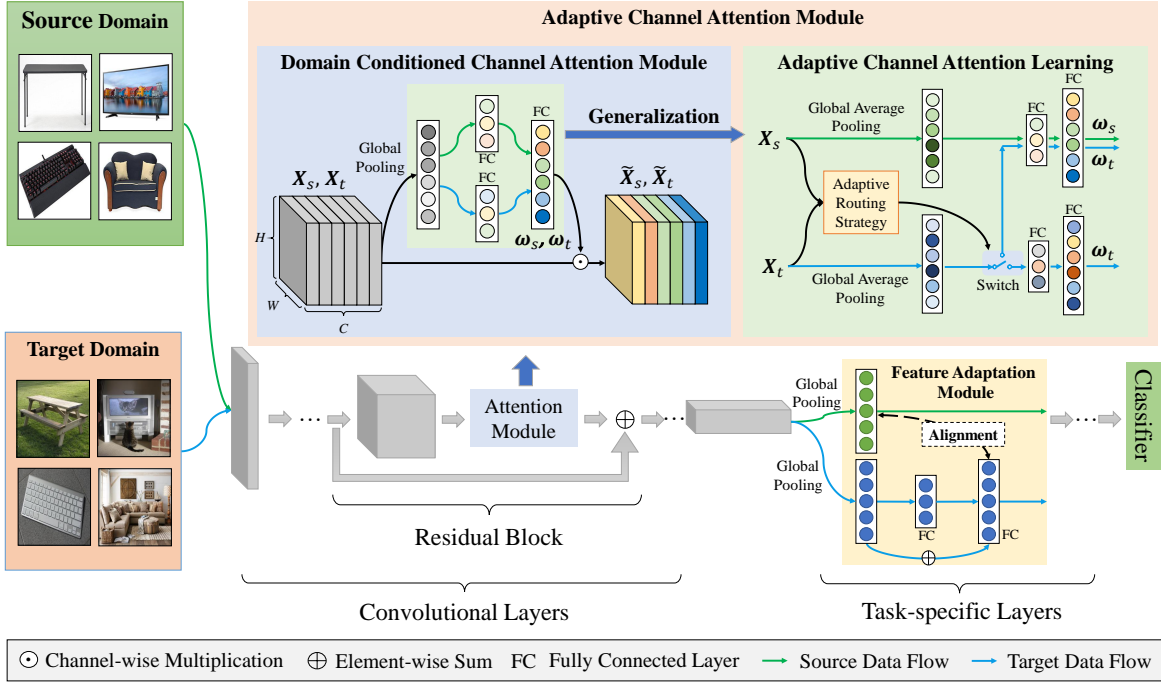 Source Domain
Adaptive Channel Attention Module
Domain Conditioned Channel Attention Module
Global
Pooling
FC
FC
FC
X_s, X_t
H
W
C
ω_s, ω_t
X̃_s, X̃_t
Generalization
Adaptive Channel Attention Learning
X_s
Global Average
Pooling
FC
FC
ω_s
ω_t
Adaptive
Routing
Strategy
X_t
Global Average
Pooling
Switch
FC
FC
ω_t
Target Domain
Attention
Module
Residual Block
Convolutional Layers
Global
Pooling
Global
Pooling
Feature Adaptation
Module
Alignment
FC
FC
Task-specific Layers
Classifier
Channel-wise Multiplication
Element-wise Sum
FC Fully Connected Layer
Source Data Flow
Target Data Flow